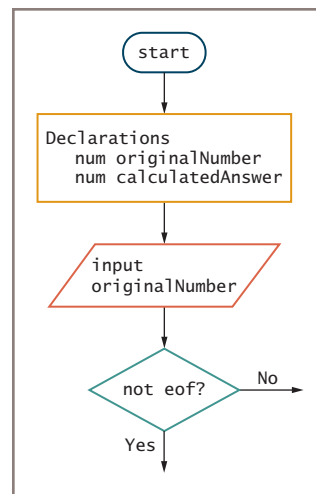 start
Declarations
num originalNumber
num calculatedAnswer
input
originalNumber
not eof?
No
Yes